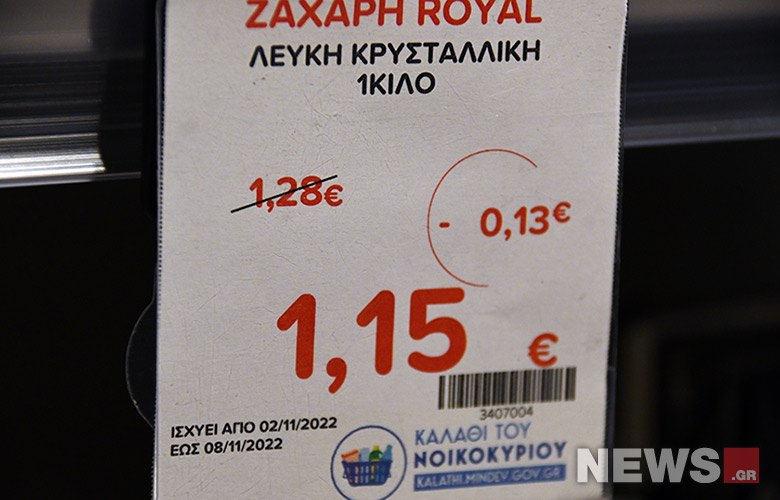 ΖΑΧΑΡΗ ROYAL
ΛΕΥΚΗ ΚΡΥΣΤΑΛΛΙΚΗ
1ΚΙΛΟ
1,28€
- 0,13€
1,15 €
3407004
ΙΣΧΥΕΙ ΑΠΟ 02/11/2022
ΕΩΣ 08/11/2022
ΚΑΛΑΘΙ ΤΟΥ
ΝΟΙΚΟΚΥΡΙΟΥ
KALATHI.MINDEV.GOV.GR
NEWS.GR